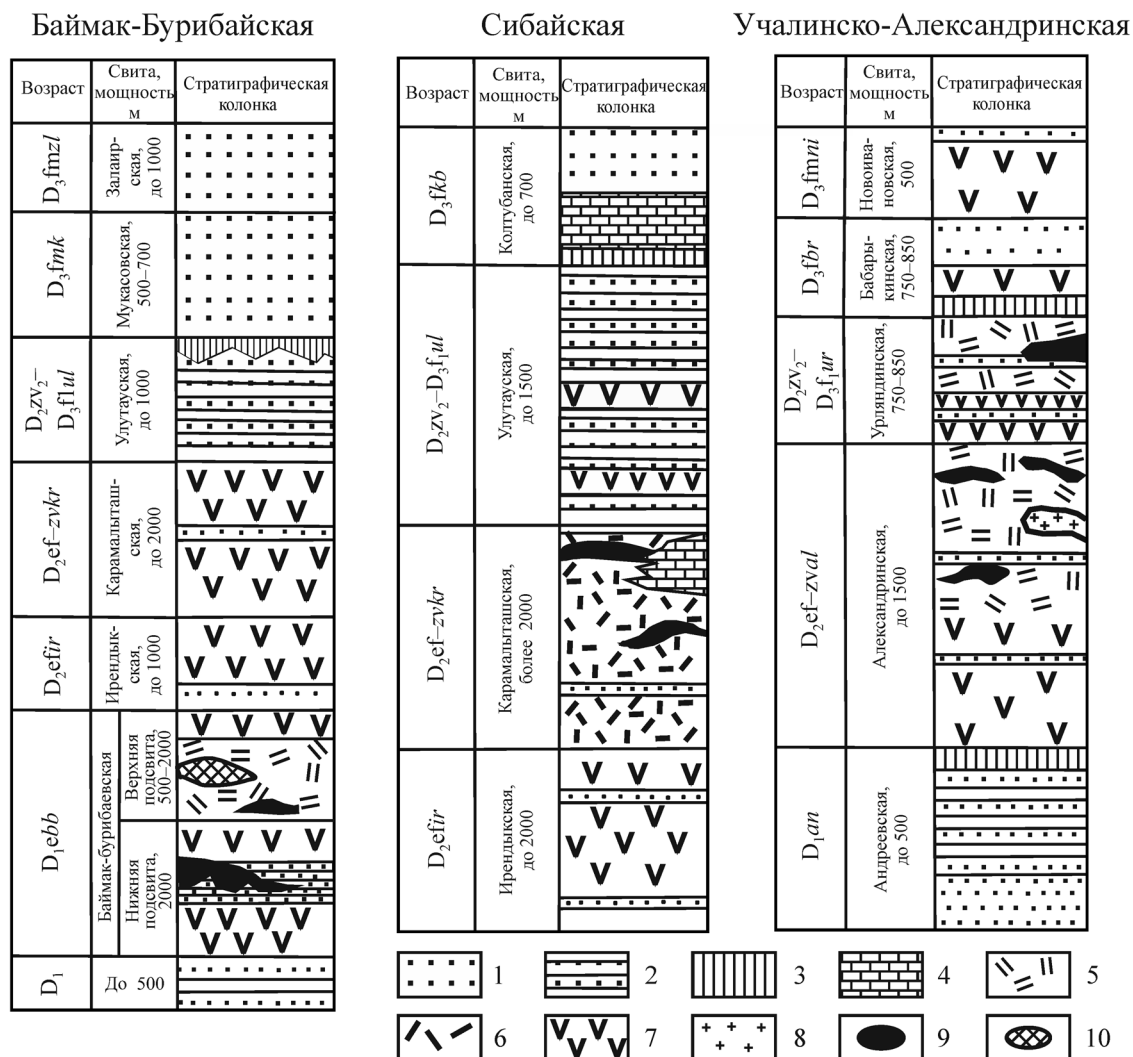 Баймак-Бурибайская
Возраст
Свита,
мощность
м
Стратиграфическая
колонка
D₃fmzl
Залаир-
ская,
до 1000
D₃fmk
Мукасовская,
500–700
D₂zv₂–
D₃f1ul
Улутауская,
до 1000
D₂ef–zvkr
Карамалыташ-
ская,
до 2000
D₂efir
Ирендык-
ская,
до 1000
D₁ebb
Баймак-бурибаевская
Верхняя
подсвита,
500–2000
Нижняя
подсвита,
2000
D₁
До 500
Сибайская
Возраст
Свита,
мощность
м
Стратиграфическая
колонка
D₃fkb
Колтубанская,
до 700
D₂zv₂–D₃f₁ul
Улутауская,
до 1500
D₂ef–zvkr
Карамалыташская,
более 2000
D₂efir
Ирендыкская,
до 2000
Учалинско-Александринская
Возраст
Свита,
мощность
м
Стратиграфическая
колонка
D₃fmni
Новоива-
новская,
500
D₃fbr
Бабары-
кинская,
750–850
D₂zv₂–
D₃f₁ur
Урляндинская,
750–850
D₂ef–zval
Александринская,
до 1500
D₁an
Андреевская,
до 500
1
2
3
4
5
6
7
8
9
10